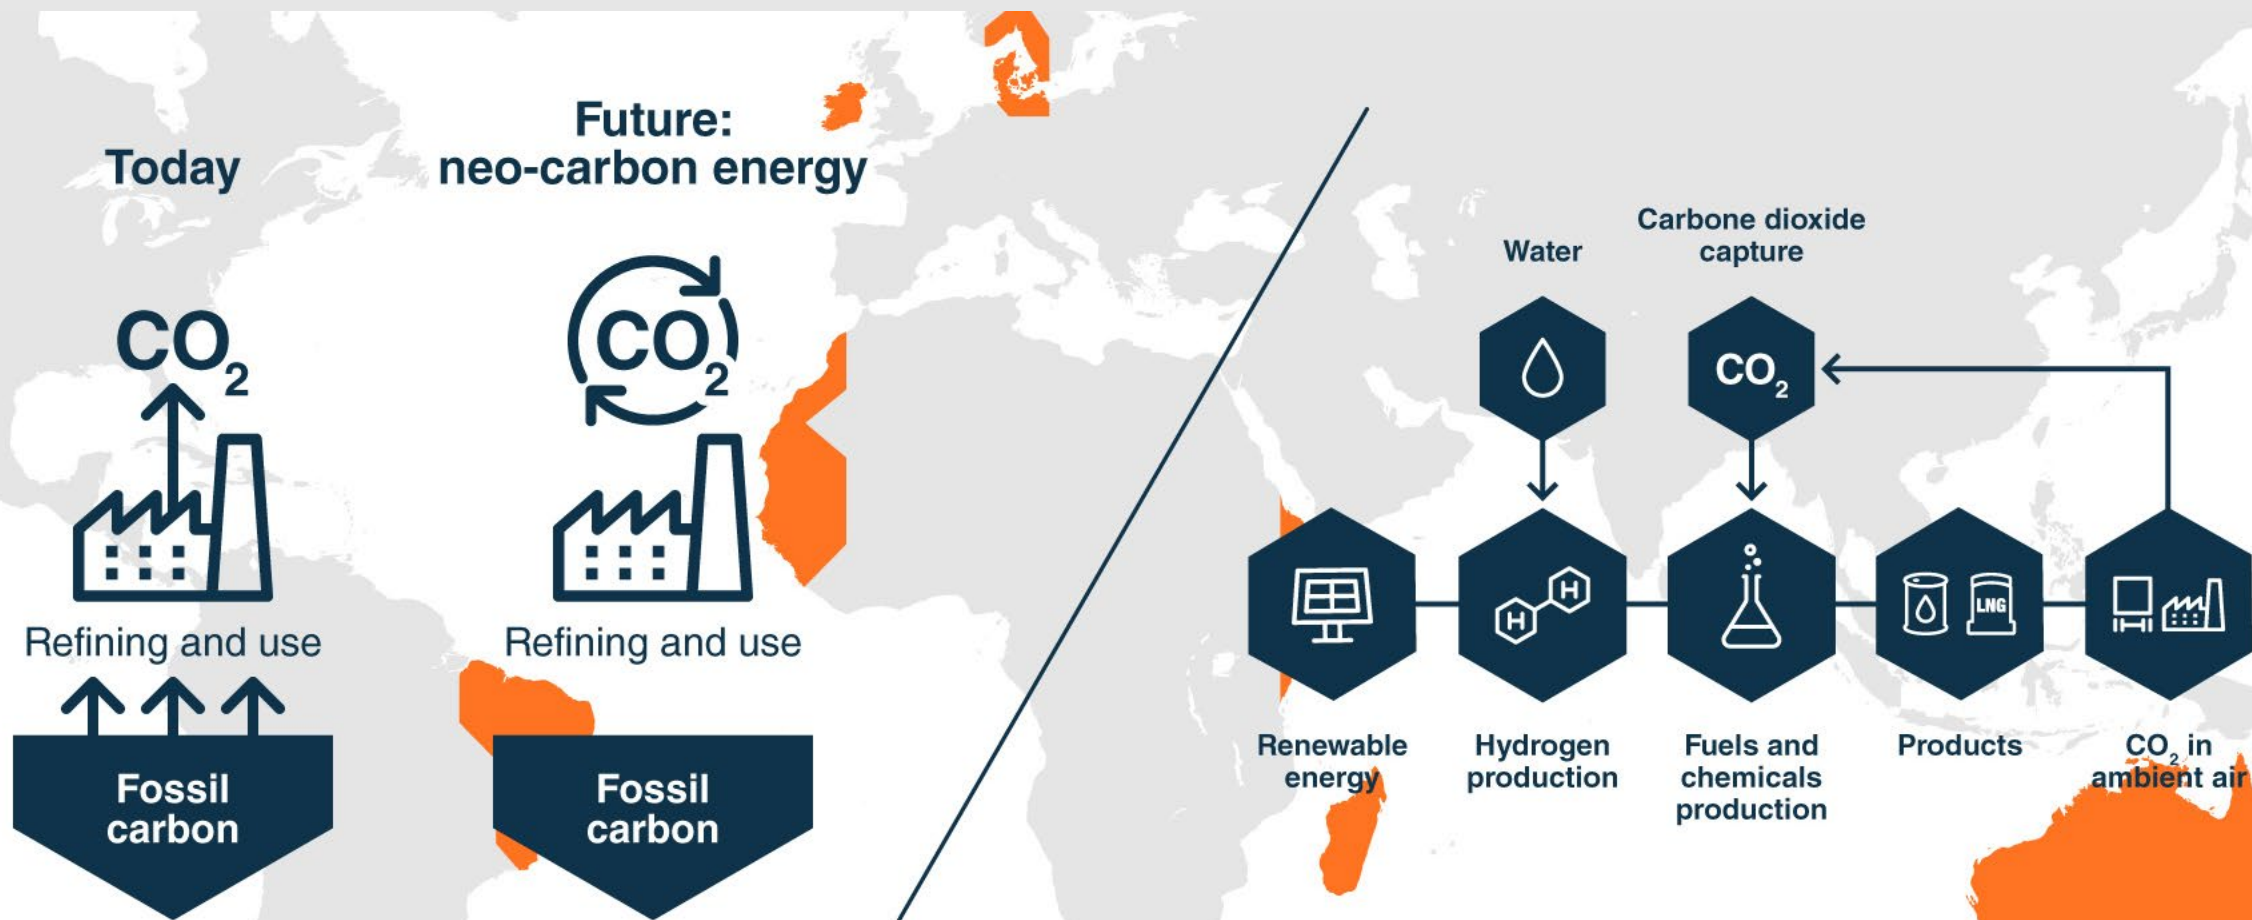 Today
CO2
Refining and use
Fossil
carbon
Future:
neo-carbon energy
CO2
Refining and use
Fossil
carbon
Water
Carbone dioxide
capture
CO2
H
H
LNG
Renewable
energy
Hydrogen
production
Fuels and
chemicals
production
Products
CO2 in
ambient air